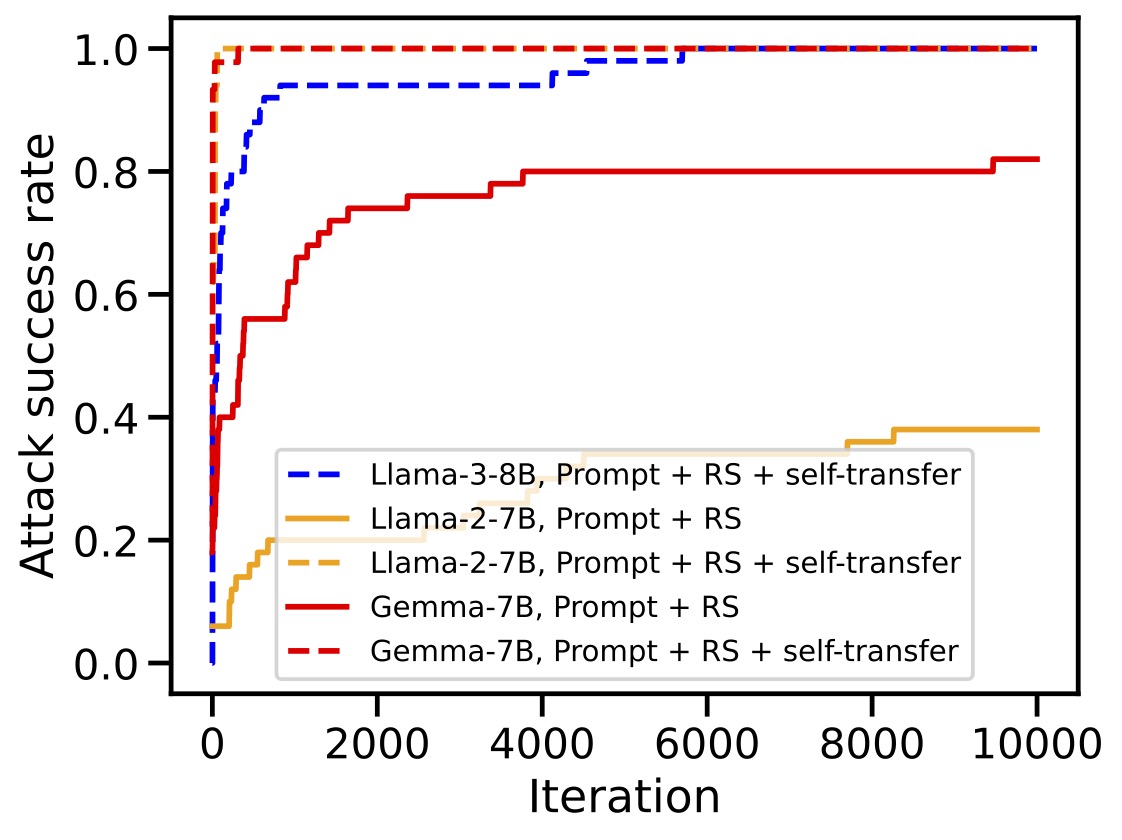 Attack success rate
1.0
0.8
0.6
0.4
0.2
0.0
Llama-3-8B, Prompt + RS + self-transfer
Llama-2-7B, Prompt + RS
Llama-2-7B, Prompt + RS + self-transfer
Gemma-7B, Prompt + RS
Gemma-7B, Prompt + RS + self-transfer
0 2000 4000 6000 8000 10000
Iteration